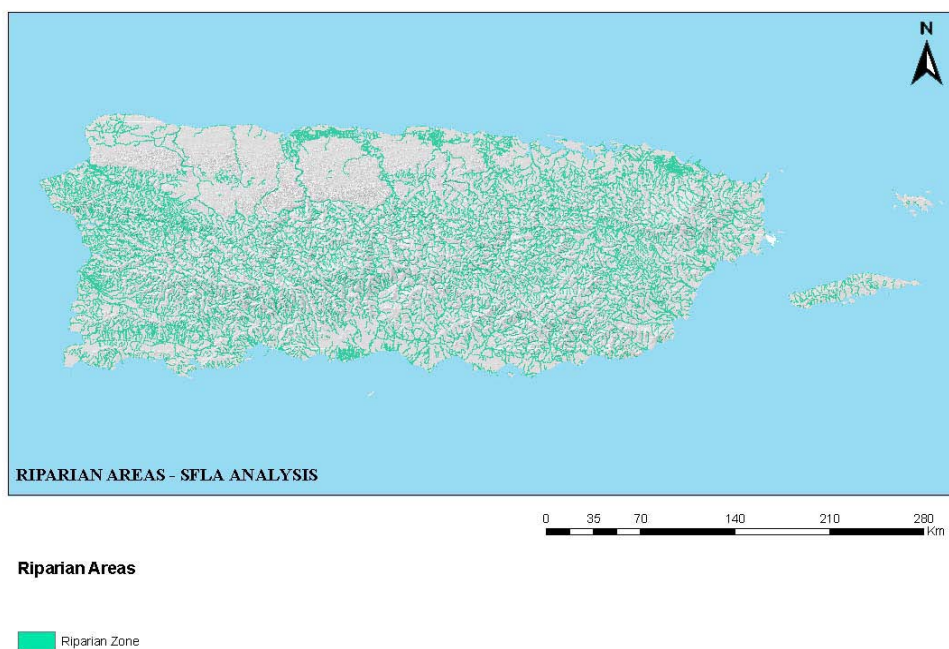 N
RIPARIAN AREAS - SFLA ANALYSIS
0 35 70 140 210 280
Km
Riparian Areas
Riparian Zone